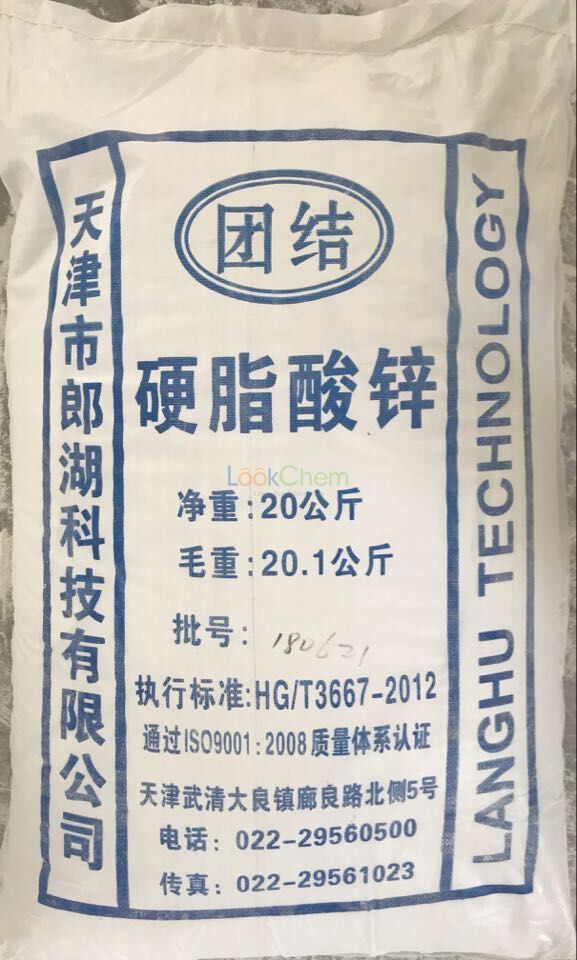 团结
天津市郎湖科技有限公司
硬脂酸锌
LookChem
净重:20公斤
毛重:20.1公斤
批号: 180621
执行标准:HG/T3667-2012
通过ISO9001:2008质量体系认证
天津武清大良镇廊良路北侧5号
电话: 022-29560500
传真: 022-29561023
LANGHU TECHNOLOGY